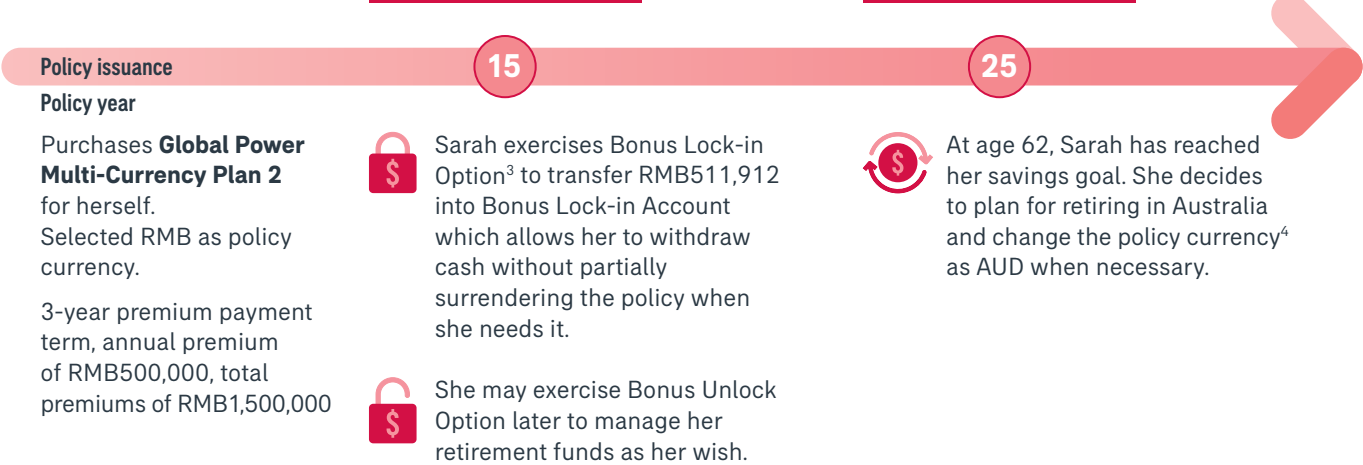 Policy issuance
Policy year
15
25
Purchases Global Power
Multi-Currency Plan 2
for herself.
Selected RMB as policy
currency.
3-year premium payment
term, annual premium
of RMB500,000, total
premiums of RMB1,500,000
$
Sarah exercises Bonus Lock-in
Option³ to transfer RMB511,912
into Bonus Lock-in Account
which allows her to withdraw
cash without partially
surrendering the policy when
she needs it.
$
She may exercise Bonus Unlock
Option later to manage her
retirement funds as her wish.
$
At age 62, Sarah has reached
her savings goal. She decides
to plan for retiring in Australia
and change the policy currency⁴
as AUD when necessary.